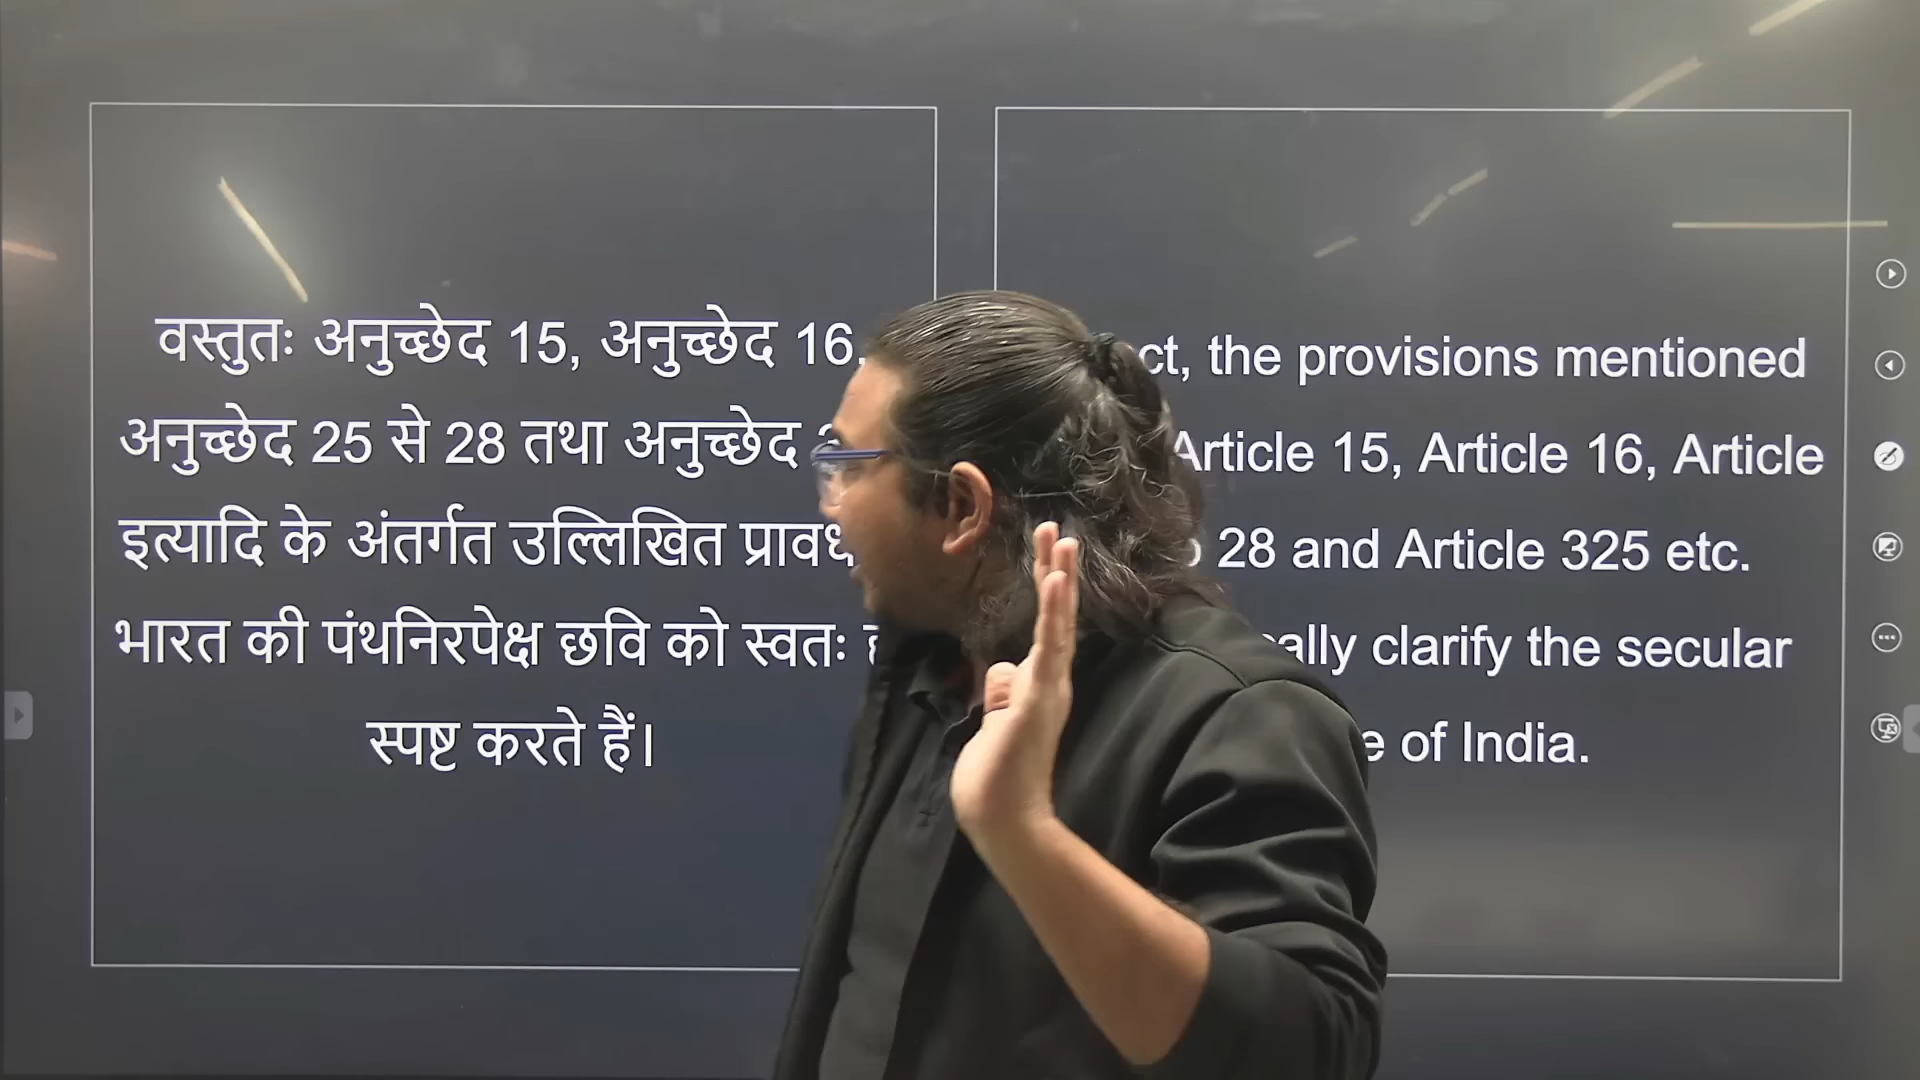 वस्तुतः अनुच्छेद 15, अनुच्छेद 16,
अनुच्छेद 25 से 28 तथा अनुच्छेद
इत्यादि के अंतर्गत उल्लिखित
भारत की पंथनिरपेक्ष छवि को स्वतः
स्पष्ट करते हैं।
the provisions mentioned
Article 15, Article 16, Article
28 and Article 325 etc.
clarify the secular
of India.